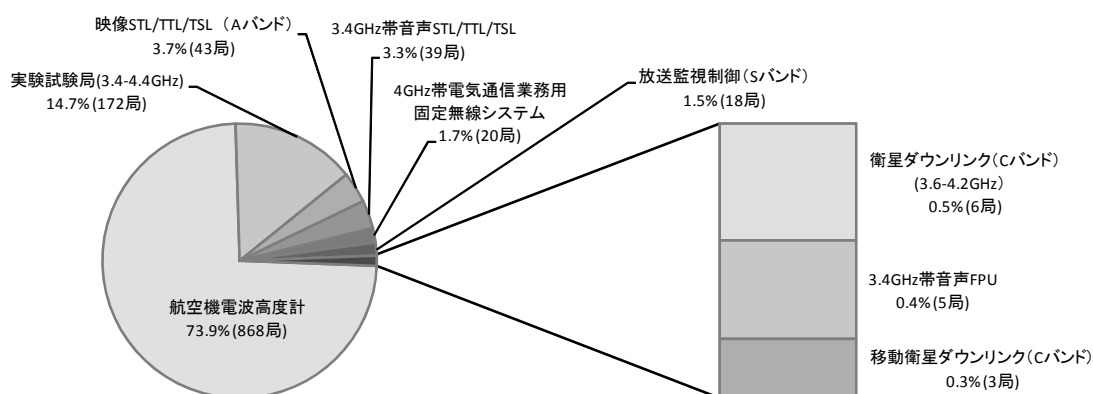 映像STL/TTL/TSL（Aバンド）
3.7%(43局)
3.4GHz帯音声STL/TTL/TSL
3.3%(39局)
実験試験局(3.4-4.4GHz)
14.7%(172局)
4GHz帯電気通信業務用
固定無線システム
1.7%(20局)
放送監視制御（Sバンド）
1.5%(18局)
航空機電波高度計
73.9%(868局)
衛星ダウンリンク（Cバンド）
(3.6-4.2GHz）
0.5%(6局)
3.4GHz帯音声FPU
0.4%(5局)
移動衛星ダウンリンク（Cバンド）
0.3%(3局)